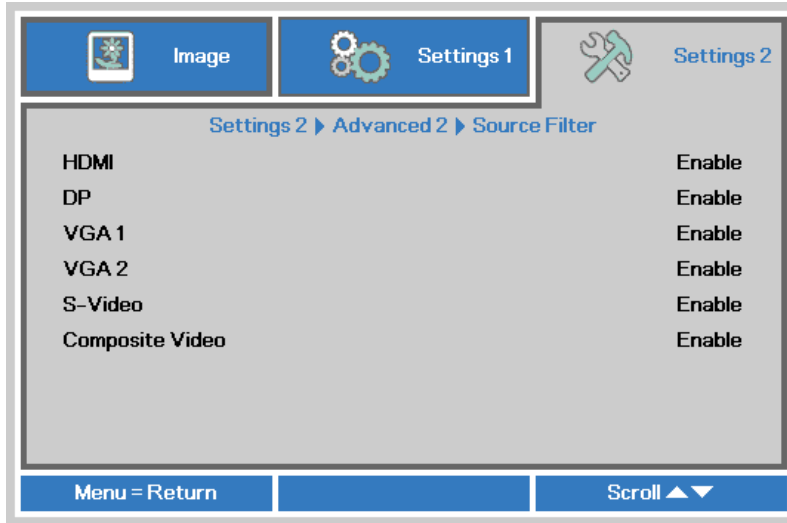 Image
Settings 1
Settings 2
Settings 2 ▶ Advanced 2 ▶ Source Filter
HDMI Enable
DP Enable
VGA 1 Enable
VGA 2 Enable
S-Video Enable
Composite Video Enable
Menu = Return
Scroll ▲▼